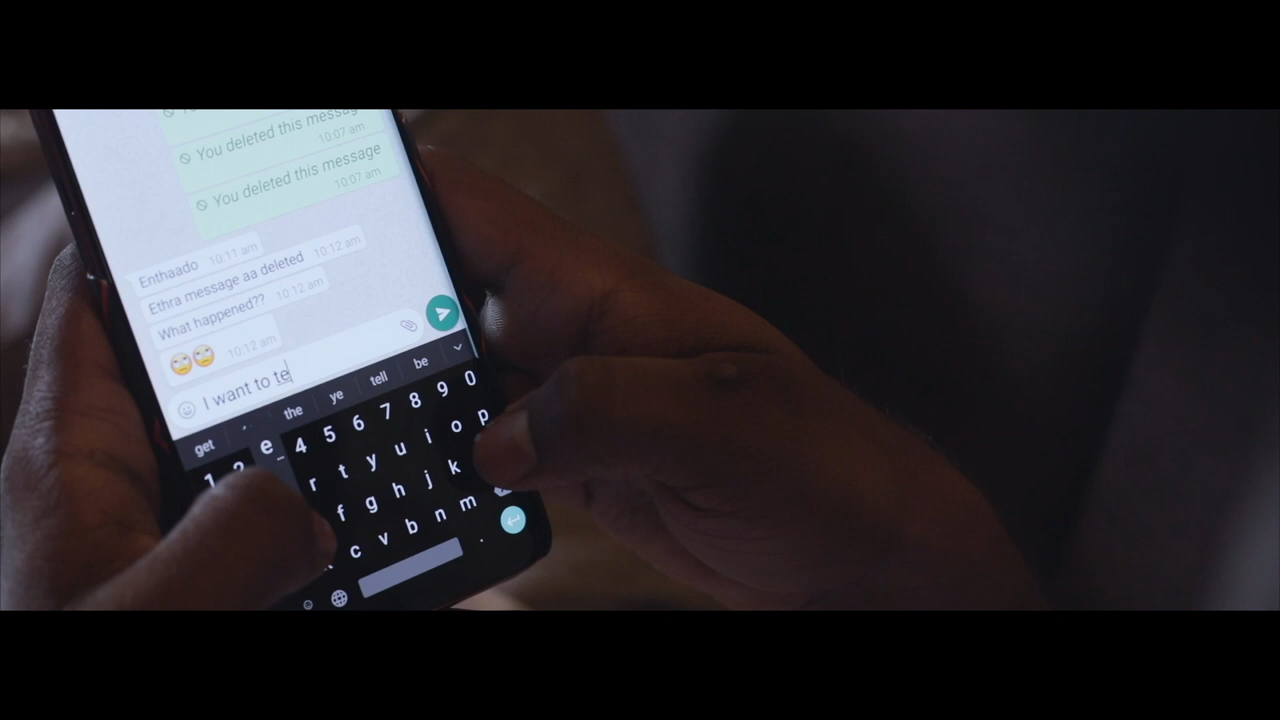 You deleted this messag
10:07 am
You deleted this message
10:07 am
Enthaado 10:11 am
Ethra message aa deleted 10:12 am
What happened?? 10:12 am
🙄🙄 10:12 am
I want to te
get the ye tell be
1 2 e 4 5 6 7 8 9 0
r t y u i o p
f g h j k
c v b n m .